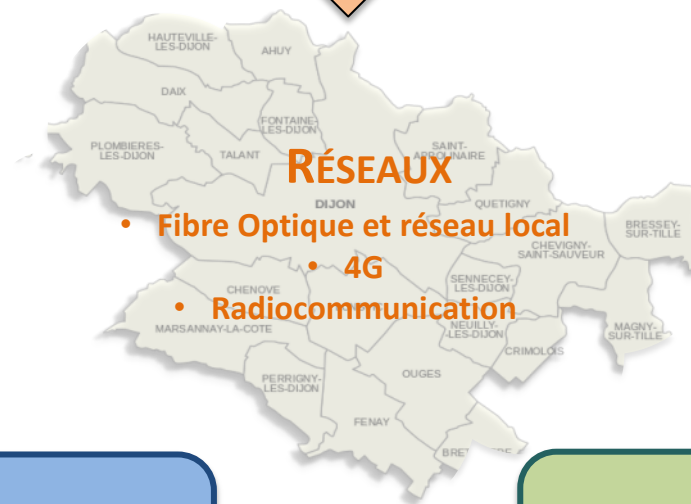 HAUTEVILLE-
LES-DIJON
AHUY
DAIX
FONTAINE-
LES-DIJON
PLOMBIERES-
LES-DIJON
TALANT
SAINT-
APPOLINAIRE
RÉSEAUX
DIJON
QUETIGNY
• Fibre Optique et réseau local
BRESSEY-
SUR-TILLE
CHEVIGNY-
SAINT-SAUVEUR
• 4G
SENNECEY-
LES-DIJON
CHENOVE
• Radiocommunication
MARSANNAY-LA-COTE
NEUILLY-
LES-DIJON
MAGNY-
SUR-TILLE
CRIMOLOIS
PERRIGNY-
LES-DIJON
OUGES
FENAY